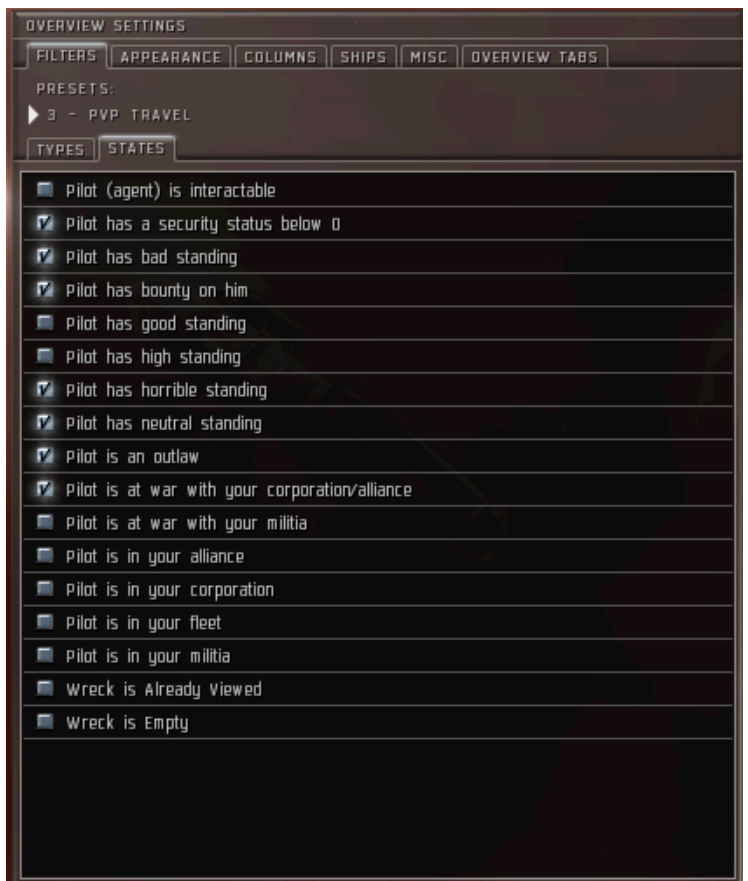 OVERVIEW SETTINGS
FILTERS APPEARANCE COLUMNS SHIPS MISC OVERVIEW TABS
PRESETS:
3 - PVP TRAVEL
TYPES STATES
Pilot (agent) is interactable
Pilot has a security status below 0
Pilot has bad standing
Pilot has bounty on him
Pilot has good standing
Pilot has high standing
Pilot has horrible standing
Pilot has neutral standing
Pilot is an outlaw
Pilot is at war with your corporation/alliance
Pilot is at war with your militia
Pilot is in your alliance
Pilot is in your corporation
Pilot is in your fleet
Pilot is in your militia
Wreck is Already Viewed
Wreck is Empty